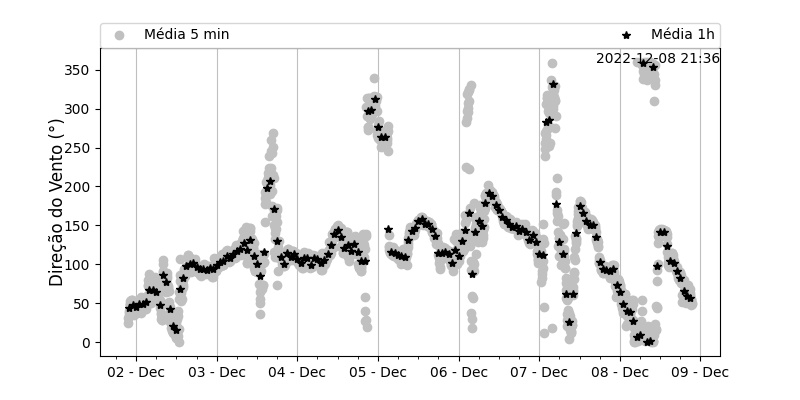 Média 5 min
Média 1h
2022-12-08 21:36
Direção do Vento (°)
350
300
250
200
150
100
50
0
02 - Dec
03 - Dec
04 - Dec
05 - Dec
06 - Dec
07 - Dec
08 - Dec
09 - Dec